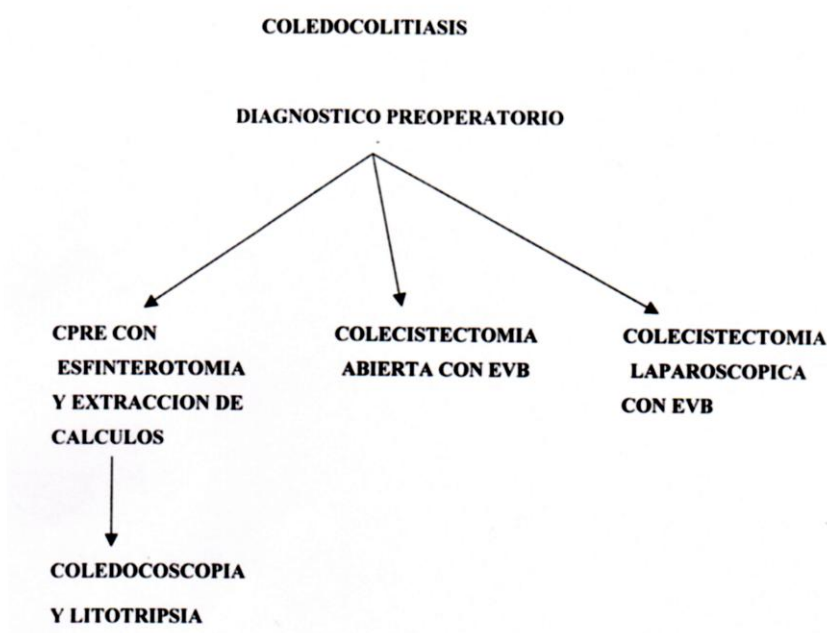 COLEDOCOLITIASIS
DIAGNOSTICO PREOPERATORIO
CPRE CON
ESFINTEROTOMIA
Y EXTRACCION DE
CALCULOS
COLECISTECTOMIA
ABIERTA CON EVB
COLECISTECTOMIA
LAPAROSCOPICA
CON EVB
COLEDOCOSCOPIA
Y LITOTRIPSIA